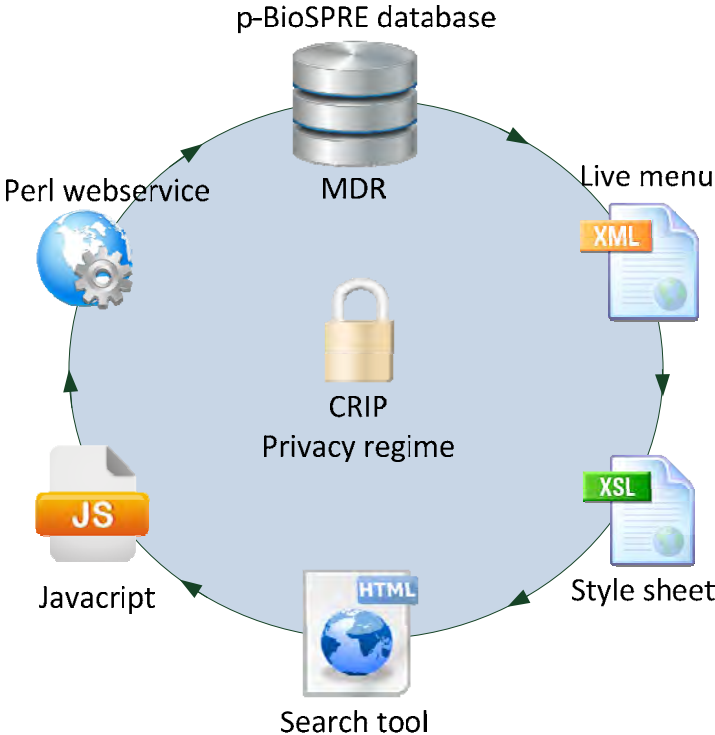 p-BioSPRE database
MDR
Live menu
XML
Perl webservice
CRIP
Privacy regime
XSL
Style sheet
JS
Javacript
HTML
Search tool